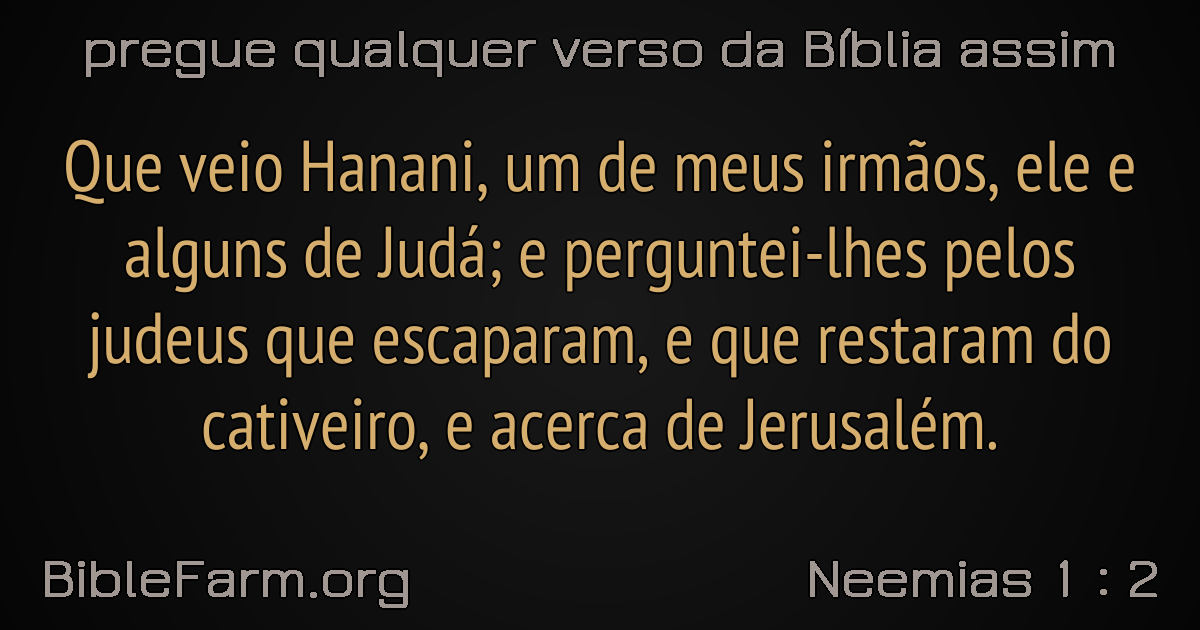 pregue qualquer verso da Bíblia assim
Que veio Hanani, um de meus irmãos, ele e
alguns de Judá; e perguntei-lhes pelos
judeus que escaparam, e que restaram do
cativeiro, e acerca de Jerusalém.
BibleFarm.org
Neemias 1 : 2